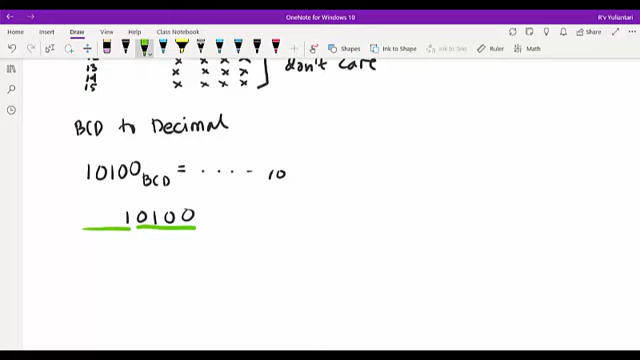 OneNote for Windows 10
R'v Yuliantari
Home Insert Draw View Help Class Notebook
Share
Shapes Ink to Shape Ink to Text Ruler Math
13 x x x x
14 x x x x
15 x x x x
don't care
BCD to Decimal
10100BCD = ..... 10
10100